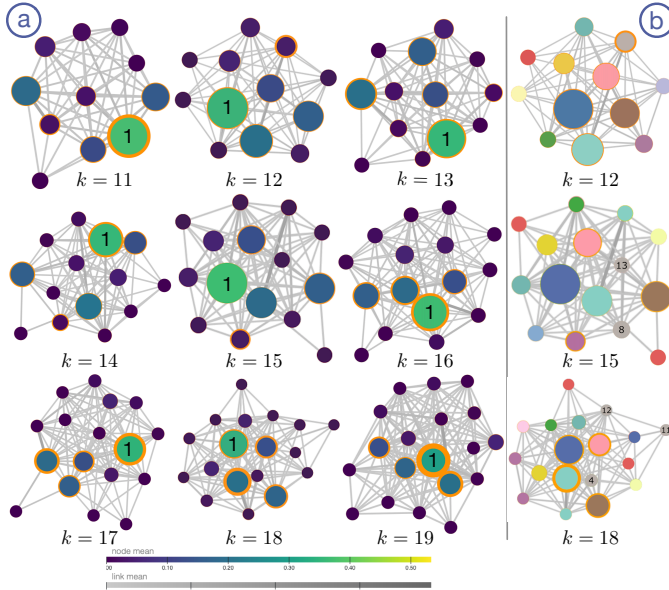 a
b
1
1
1
k = 11
k = 12
k = 13
k = 12
1
1
1
13
8
k = 14
k = 15
k = 16
k = 15
1
1
1
12
11
4
k = 17
k = 18
k = 19
k = 18
node mean
.00 0.10 0.20 0.30 0.40 0.50
link mean